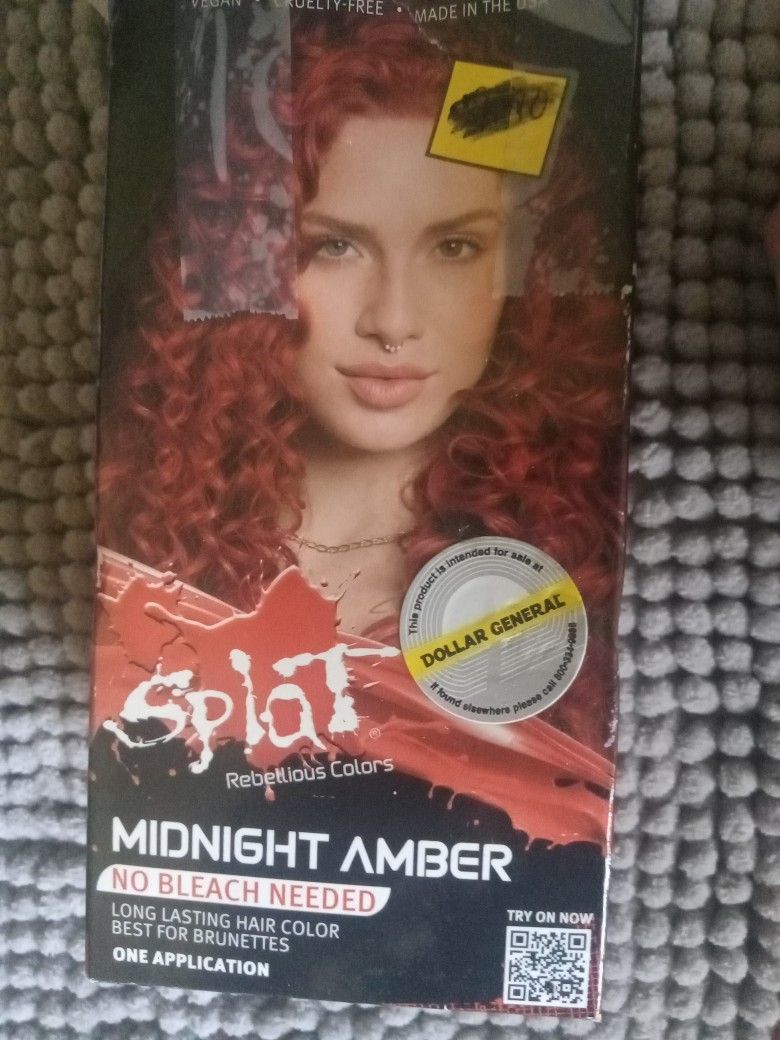 VEGAN • CRUELTY-FREE • MADE IN THE USA
This product is intended for sale at
DOLLAR GENERAL
If found elsewhere please call
Splat®
Rebellious Colors
MIDNIGHT AMBER
NO BLEACH NEEDED
LONG LASTING HAIR COLOR
BEST FOR BRUNETTES
ONE APPLICATION
TRY ON NOW